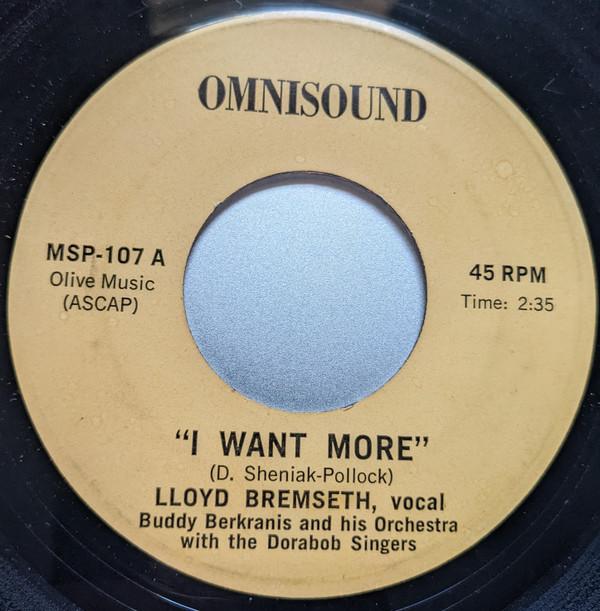 OMNISOUND
MSP-107 A
Olive Music
(ASCAP)
45 RPM
Time: 2:35
"I WANT MORE"
(D. Sheniak-Pollock)
LLOYD BREMSETH, vocal
Buddy Berkranis and his Orchestra
with the Dorabob Singers